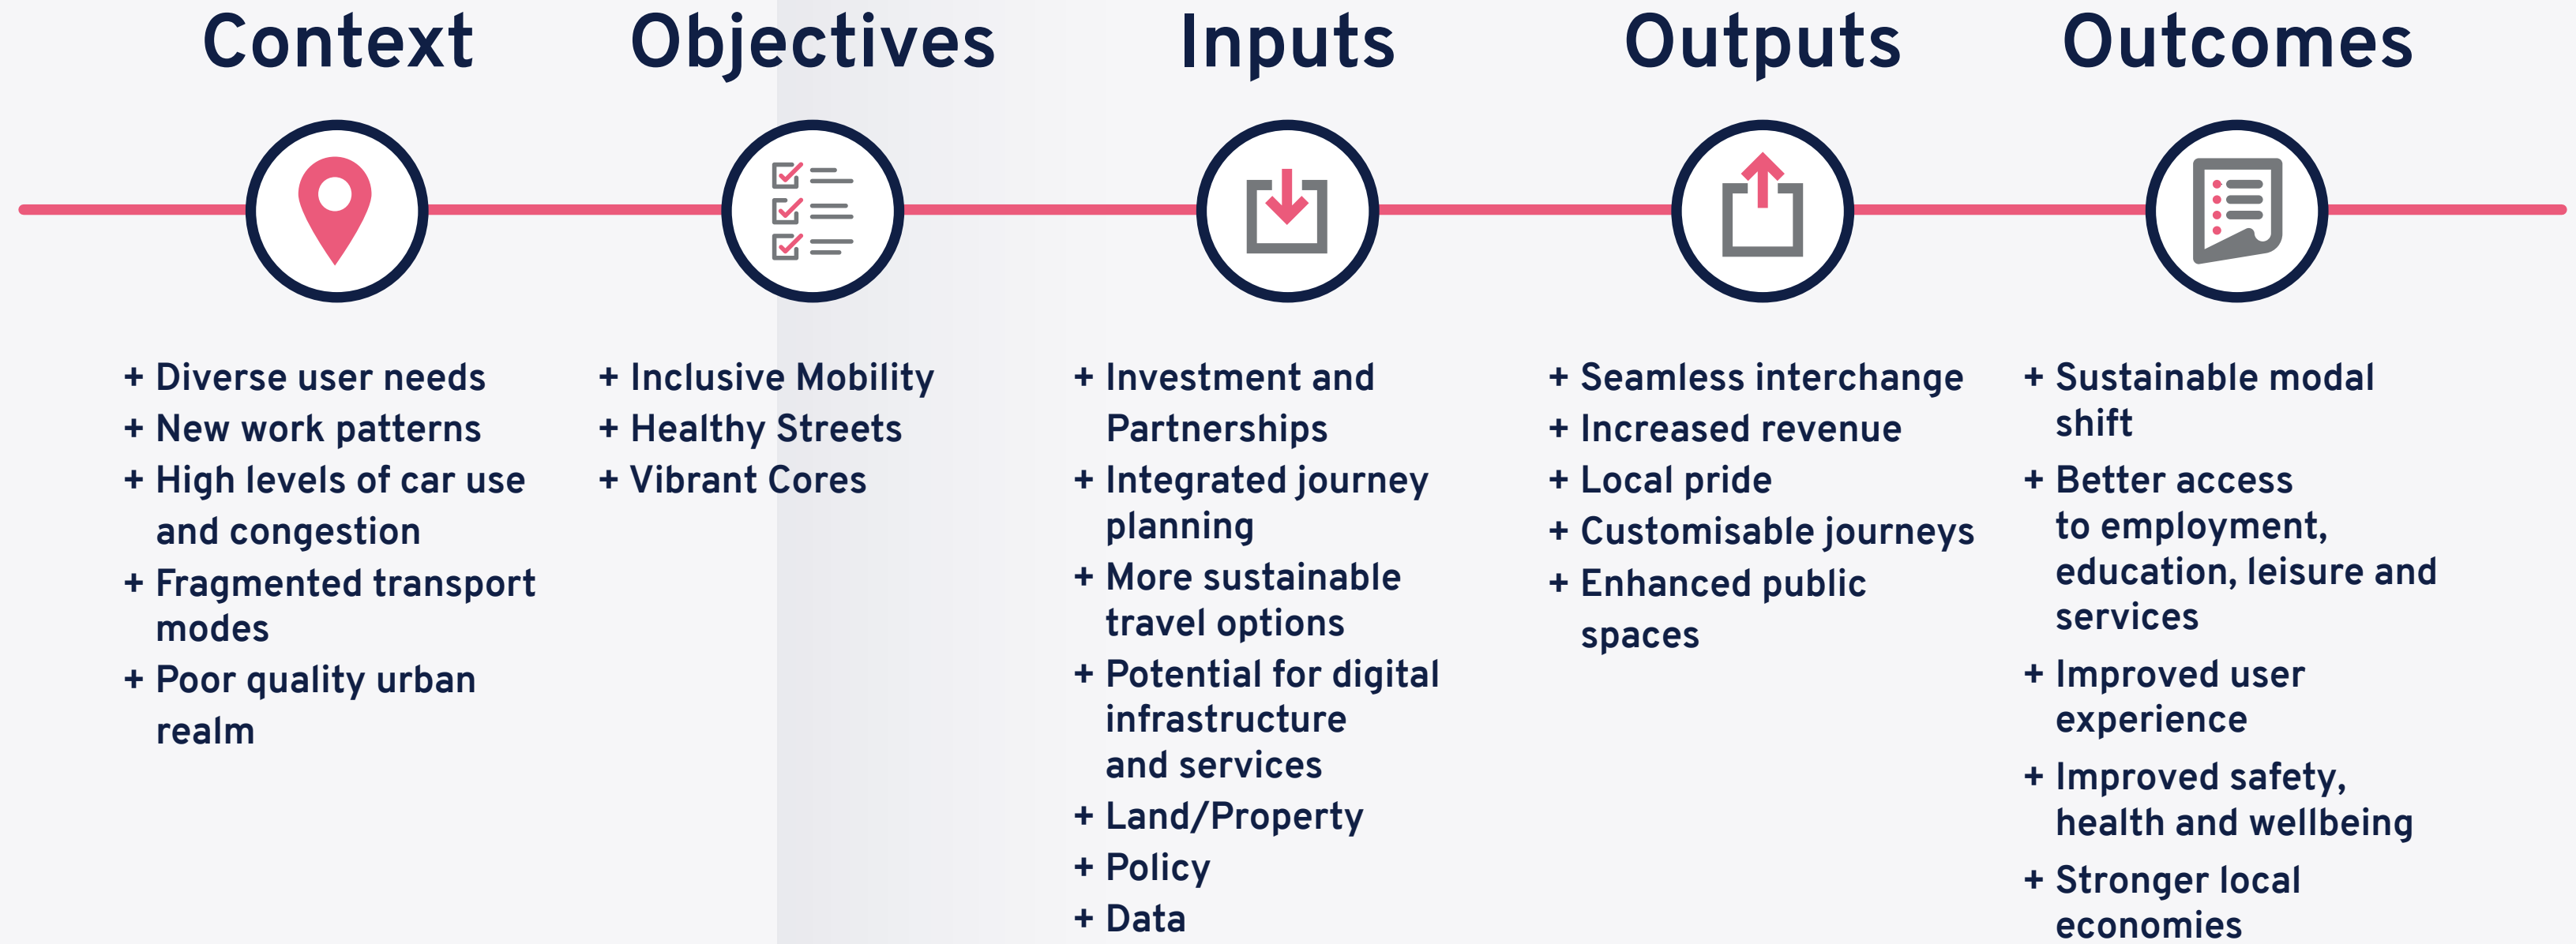 Context
+ Diverse user needs
+ New work patterns
+ High levels of car use
and congestion
+ Fragmented transport
modes
+ Poor quality urban
realm
Objectives
+ Inclusive Mobility
+ Healthy Streets
+ Vibrant Cores
Inputs
+ Investment and
Partnerships
+ Integrated journey
planning
+ More sustainable
travel options
+ Potential for digital
infrastructure
and services
+ Land/Property
+ Policy
+ Data
Outputs
+ Seamless interchange
+ Increased revenue
+ Local pride
+ Customisable journeys
+ Enhanced public
spaces
Outcomes
+ Sustainable modal
shift
+ Better access
to employment,
education, leisure and
services
+ Improved user
experience
+ Improved safety,
health and wellbeing
+ Stronger local
economies